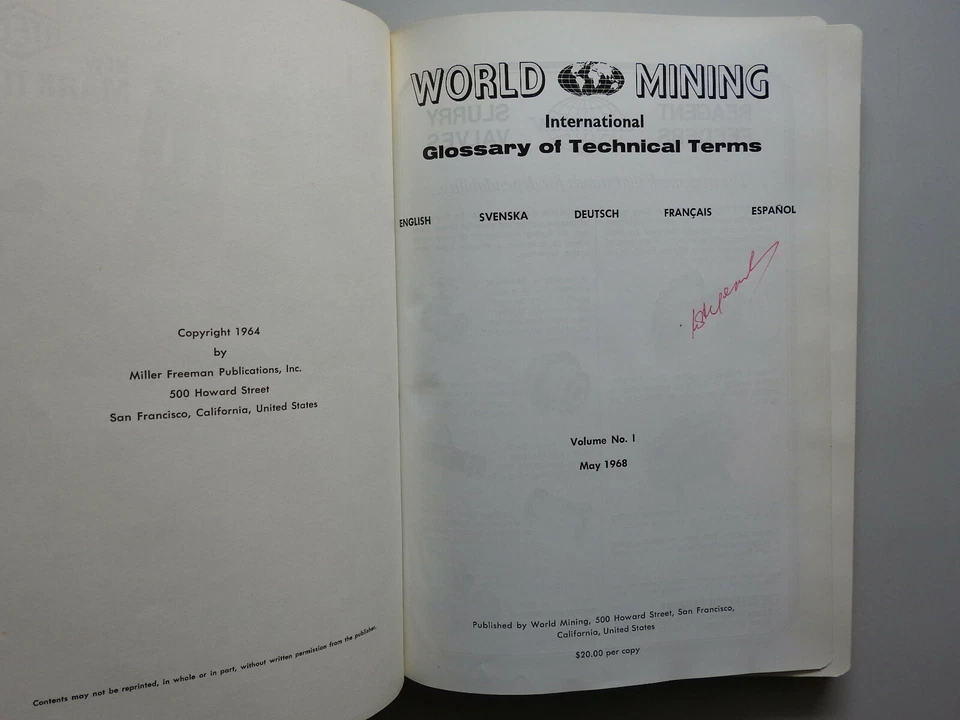 Copyright 1964
by
Miller Freeman Publications, Inc.
500 Howard Street
San Francisco, California, United States
Contents may not be reprinted, in whole or in part, without written permission from the publisher.
WORLD MINING
International
Glossary of Technical Terms
ENGLISH SVENSKA DEUTSCH FRANÇAIS ESPAÑOL
Volume No. I
May 1968
Published by World Mining, 500 Howard Street, San Francisco,
California, United States
$20.00 per copy